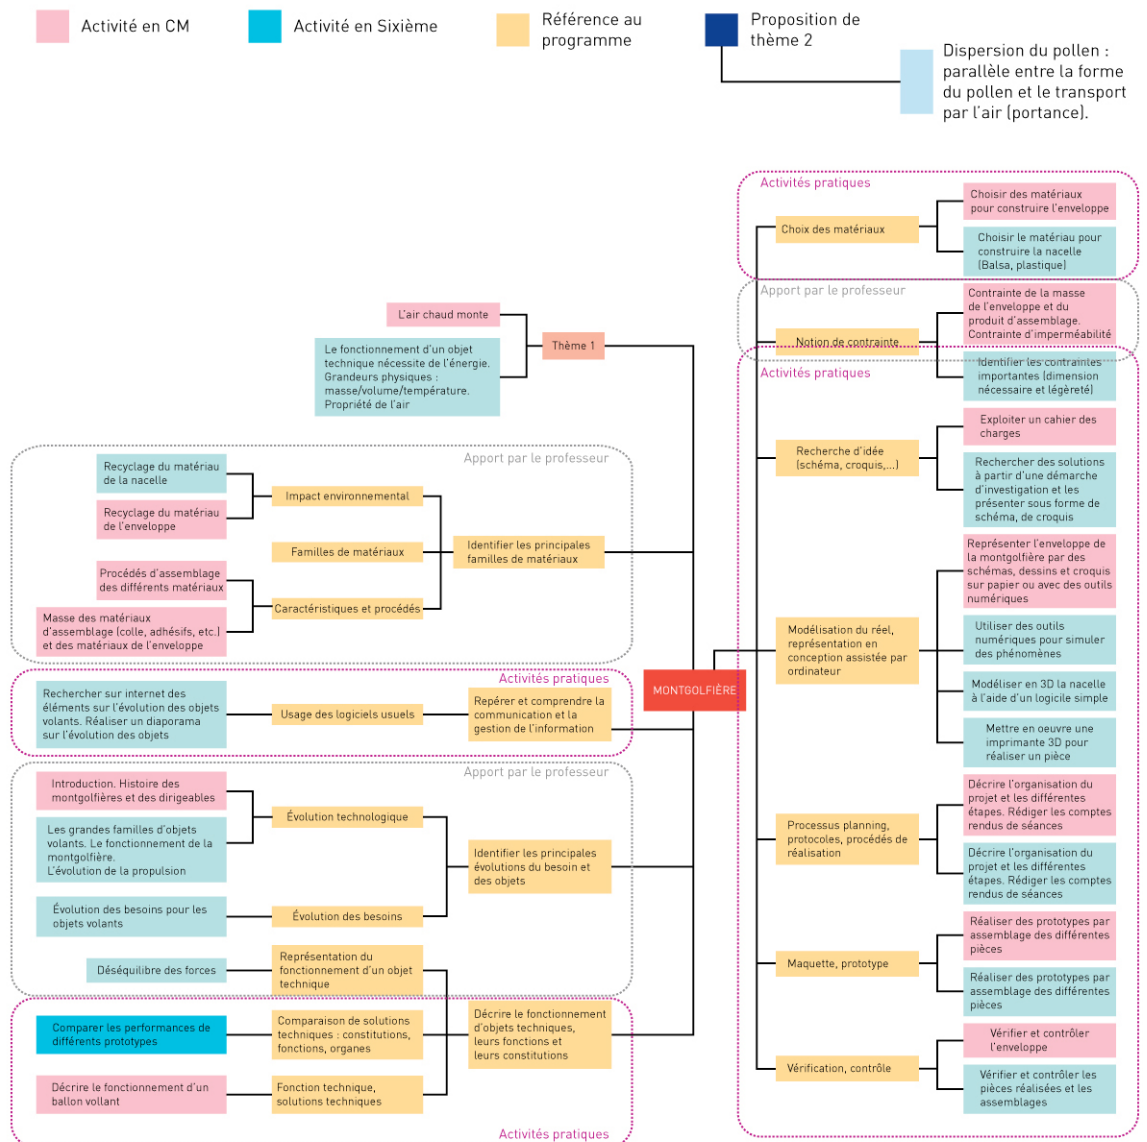 Activité en CM
Activité en Sixième
Référence au
programme
Proposition de
thème 2
Dispersion du pollen :
parallèle entre la forme
du pollen et le transport
par l'air (portance).
L'air chaud monte
Le fonctionnement d'un objet
technique nécessite de l'énergie.
Grandeurs physiques :
masse/volume/température.
Propriété de l'air
Thème 1
Apport par le professeur
Recyclage du matériau
de la nacelle
Recyclage du matériau
de l'enveloppe
Impact environnemental
Familles de matériaux
Procédés d'assemblage
des différents matériaux
Masse des matériaux
d'assemblage (colle, adhésifs, etc.)
et des matériaux de l'enveloppe
Caractéristiques et procédés
Identifier les principales
familles de matériaux
Activités pratiques
Rechercher sur internet des
éléments sur l'évolution des objets
volants. Réaliser un diaporama
sur l'évolution des objets
Usage des logiciels usuels
Repérer et comprendre la
communication et la
gestion de l'information
Apport par le professeur
Introduction. Histoire des
montgolfières et des dirigeables
Les grandes familles d'objets
volants. Le fonctionnement de la
montgolfière.
L'évolution de la propulsion
Évolution technologique
Évolution des besoins pour les
objets volants
Évolution des besoins
Identifier les principales
évolutions du besoin et
des objets
Déséquilibre des forces
Représentation du
fonctionnement d'un objet
technique
Comparer les performances de
différents prototypes
Comparaison de solutions
techniques : constitutions,
fonctions, organes
Décrire le fonctionnement d'un
ballon vollant
Fonction technique,
solutions techniques
Décrire le fonctionnement
d'objets techniques,
leurs fonctions et
leurs constitutions
Activités pratiques
MONTGOLFIÈRE
Activités pratiques
Choix des matériaux
Choisir des matériaux
pour construire l'enveloppe
Choisir le matériau pour
construire la nacelle
(Balsa, plastique)
Apport par le professeur
Notion de contrainte
Contrainte de la masse
de l'enveloppe et du
produit d'assemblage.
Contrainte d'imperméabilité
Activités pratiques
Identifier les contraintes
importantes (dimension
nécessaire et légèreté)
Recherche d'idée
(schéma, croquis,...)
Exploiter un cahier des
charges
Rechercher des solutions
à partir d'une démarche
d'investigation et les
présenter sous forme de
schéma, de croquis
Modélisation du réel,
représentation en
conception assistée par
ordinateur
Représenter l'enveloppe de
la montgolfière par des
schémas, dessins et croquis
sur papier ou avec des outils
numériques
Utiliser des outils
numériques pour simuler
des phénomènes
Modéliser en 3D la nacelle
à l'aide d'un logicile simple
Mettre en oeuvre une
imprimante 3D pour
réaliser un pièce
Processus planning,
protocoles, procédés de
réalisation
Décrire l'organisation du
projet et les différentes
étapes. Rédiger les comptes
rendus de séances
Décrire l'organisation du
projet et les différentes
étapes. Rédiger les comptes
rendus de séances
Maquette, prototype
Réaliser des prototypes par
assemblage des différentes
pièces
Réaliser des prototypes par
assemblage des différentes
pièces
Vérification, contrôle
Vérifier et contrôler
l'enveloppe
Vérifier et contrôler les
pièces réalisées et les
assemblages